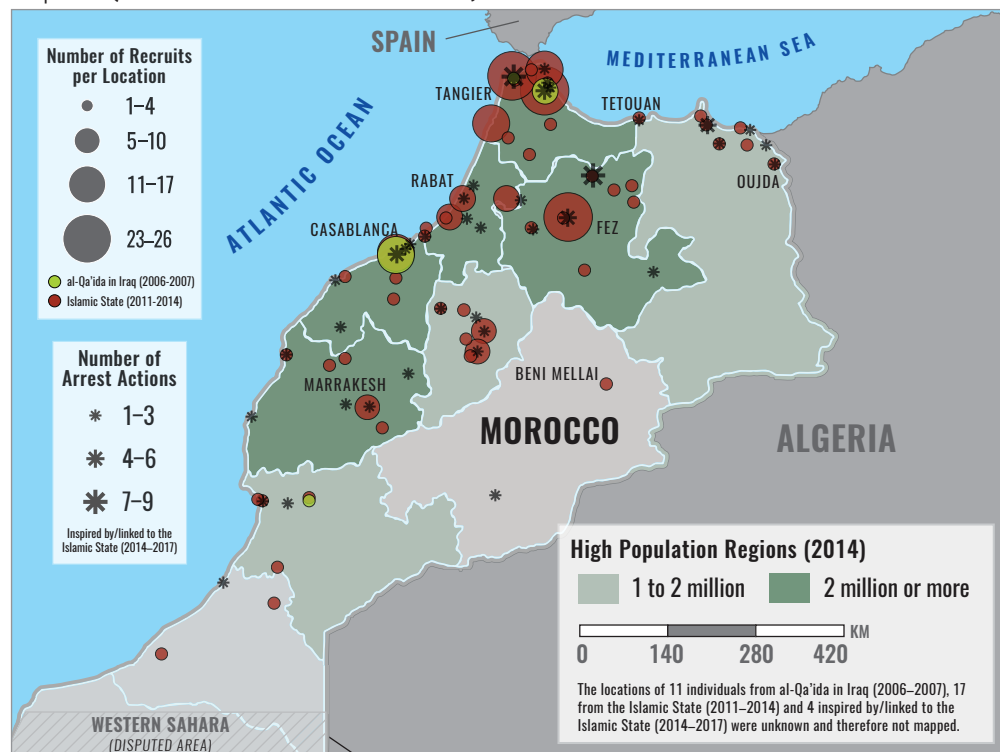 SPAIN
MEDITERRANEAN SEA
ATLANTIC OCEAN
Number of Recruits
per Location
1–4
5–10
11–17
23–26
al-Qa'ida in Iraq (2006-2007)
Islamic State (2011-2014)
Number of
Arrest Actions
1–3
4–6
7–9
Inspired by/linked to the
Islamic State (2014–2017)
TANGIER
TETOUAN
OUJDA
RABAT
CASABLANCA
FEZ
BENI MELLAI
MARRAKESH
MOROCCO
ALGERIA
WESTERN SAHARA
(DISPUTED AREA)
High Population Regions (2014)
1 to 2 million
2 million or more
KM
0 140 280 420
The locations of 11 individuals from al-Qa'ida in Iraq (2006–2007), 17
from the Islamic State (2011–2014) and 4 inspired by/linked to the
Islamic State (2014–2017) were unknown and therefore not mapped.